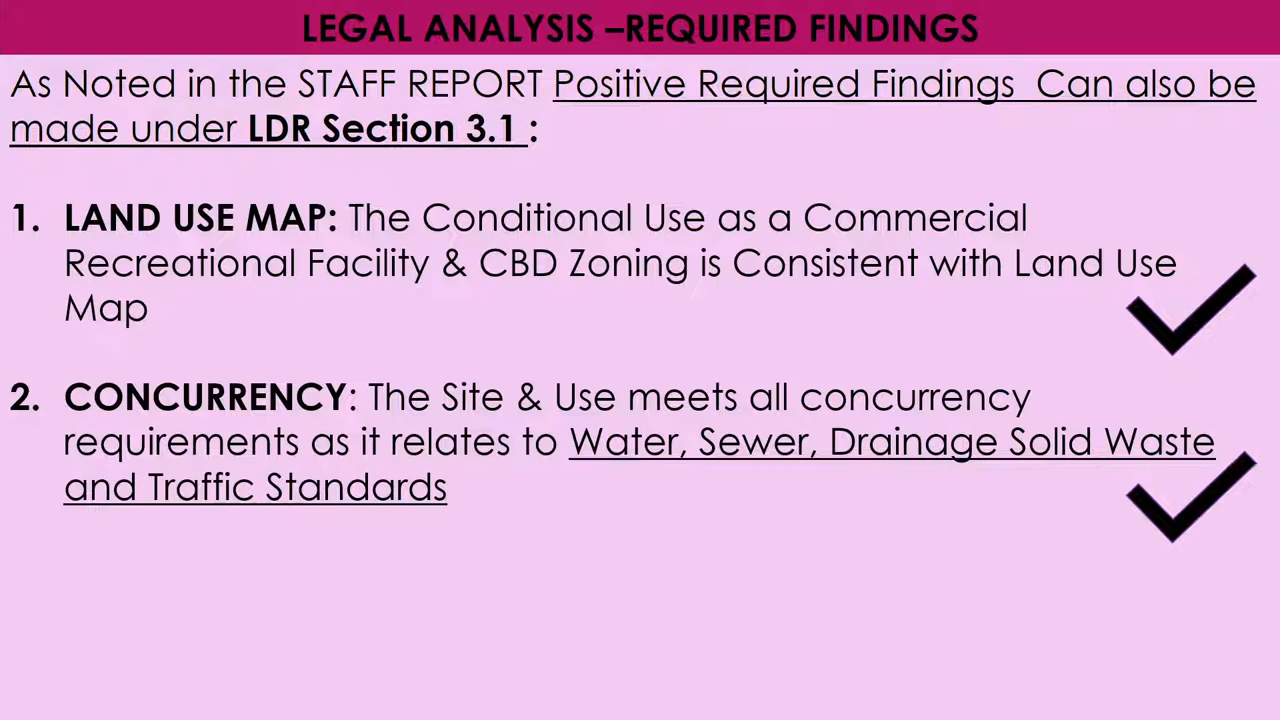 LEGAL ANALYSIS –REQUIRED FINDINGS
As Noted in the STAFF REPORT Positive Required Findings  Can also be
made under LDR Section 3.1 :
1. LAND USE MAP: The Conditional Use as a Commercial
Recreational Facility & CBD Zoning is Consistent with Land Use
Map
2. CONCURRENCY: The Site & Use meets all concurrency
requirements as it relates to Water, Sewer, Drainage Solid Waste
and Traffic Standards